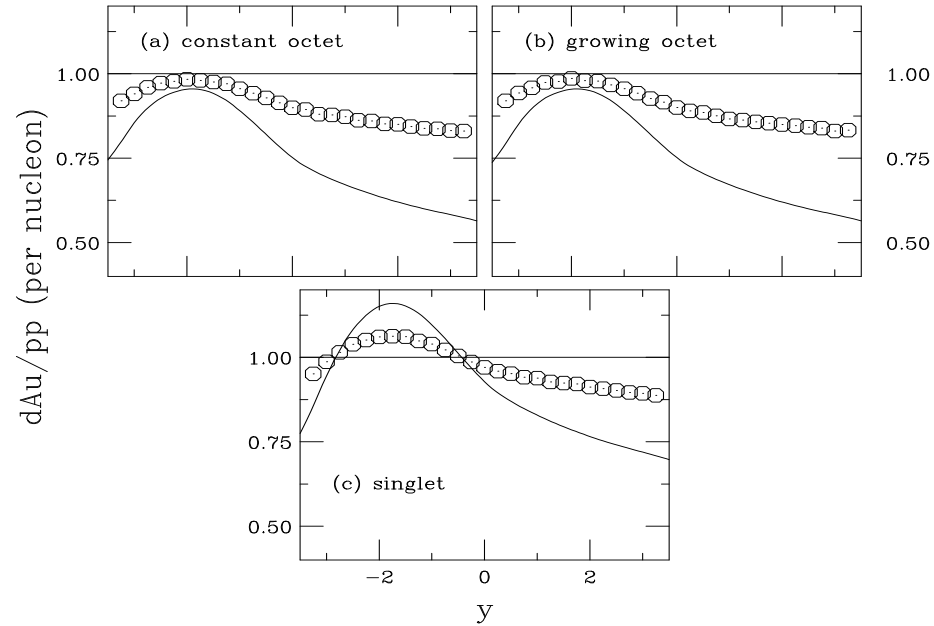 (a) constant octet
(b) growing octet
1.00
1.00
0.75
0.75
0.50
0.50
dAu/pp (per nucleon)
1.00
0.75
(c) singlet
0.50
−2 0 2
y